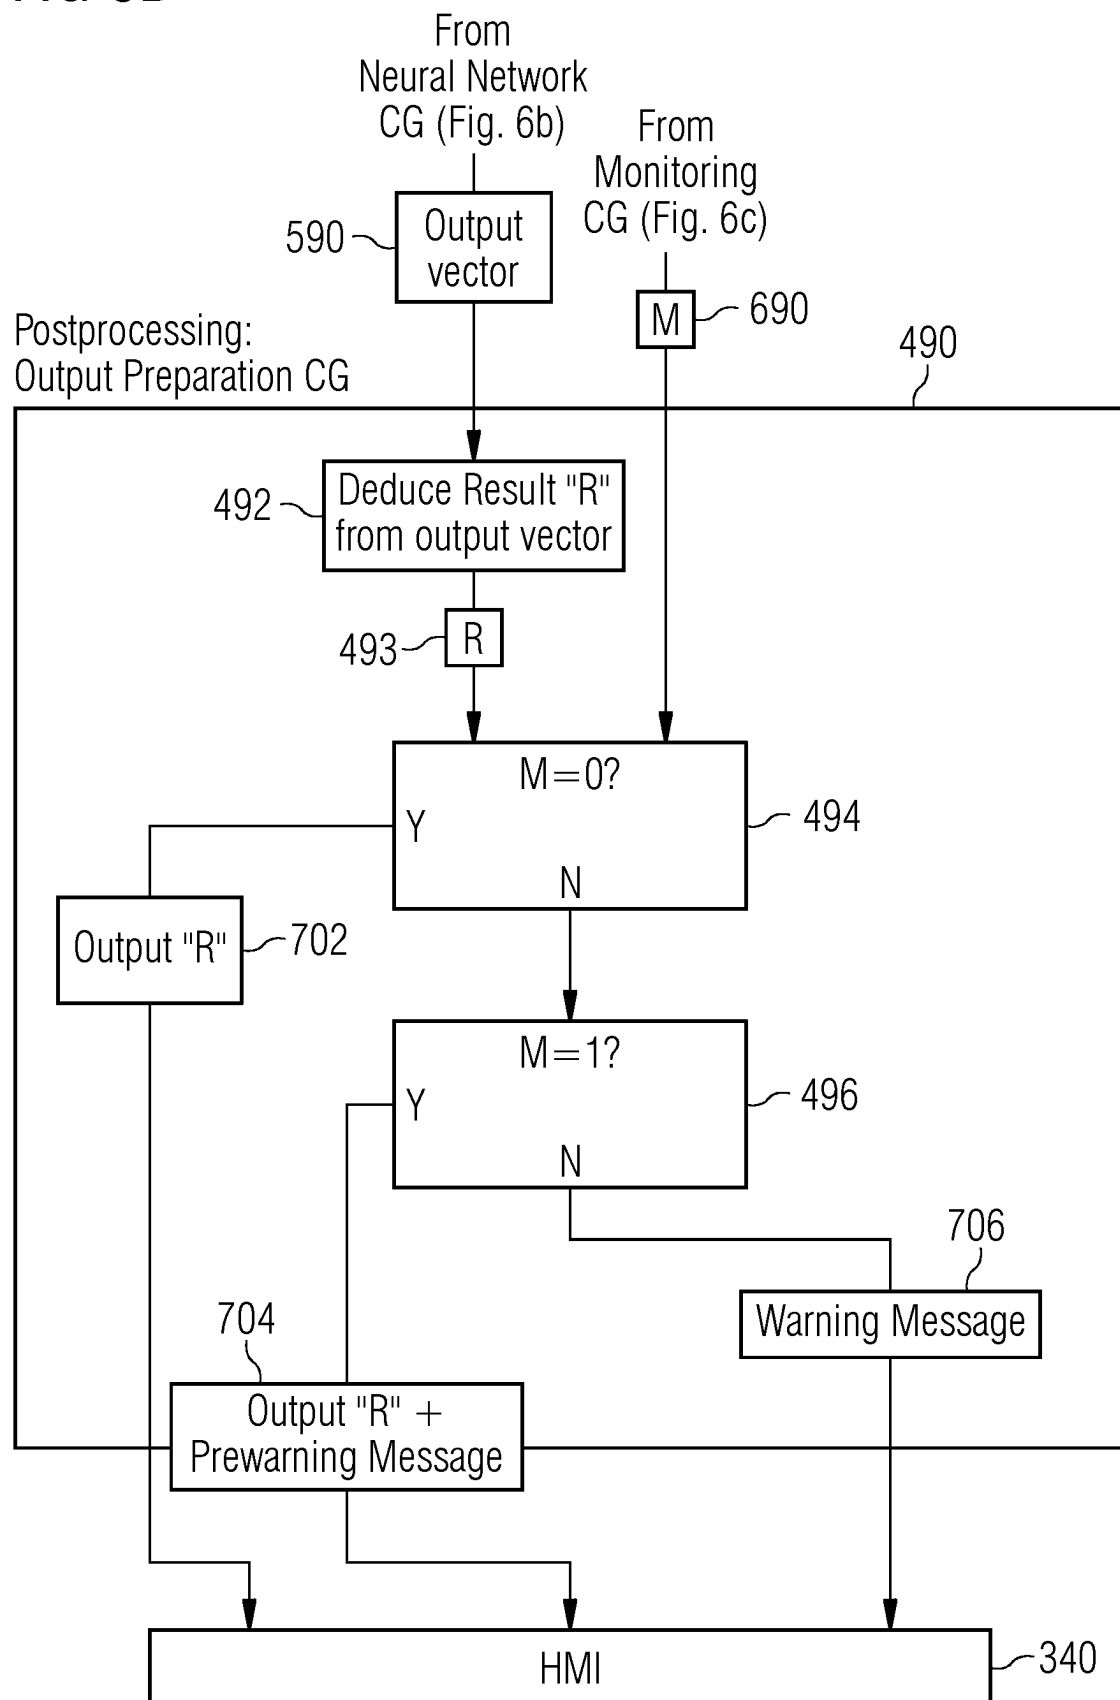 From
Neural Network
CG (Fig. 6b)
From
Monitoring
CG (Fig. 6c)
590
Output
vector
M
690
Postprocessing:
Output Preparation CG
490
492
Deduce Result "R"
from output vector
493
R
M=0?
Y
494
N
Output "R"
702
M=1?
Y
496
N
706
Warning Message
704
Output "R" +
Prewarning Message
HMI
340